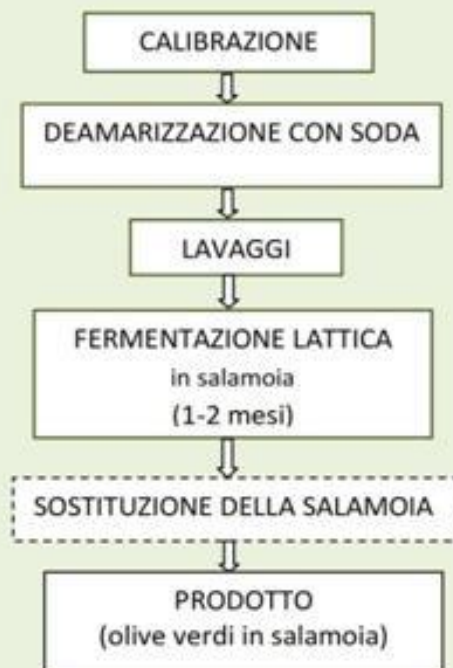 CALIBRAZIONE
DEAMARIZZAZIONE CON SODA
LAVAGGI
FERMENTAZIONE LATTICA
in salamoia
(1-2 mesi)
SOSTITUZIONE DELLA SALAMOIA
PRODOTTO
(olive verdi in salamoia)